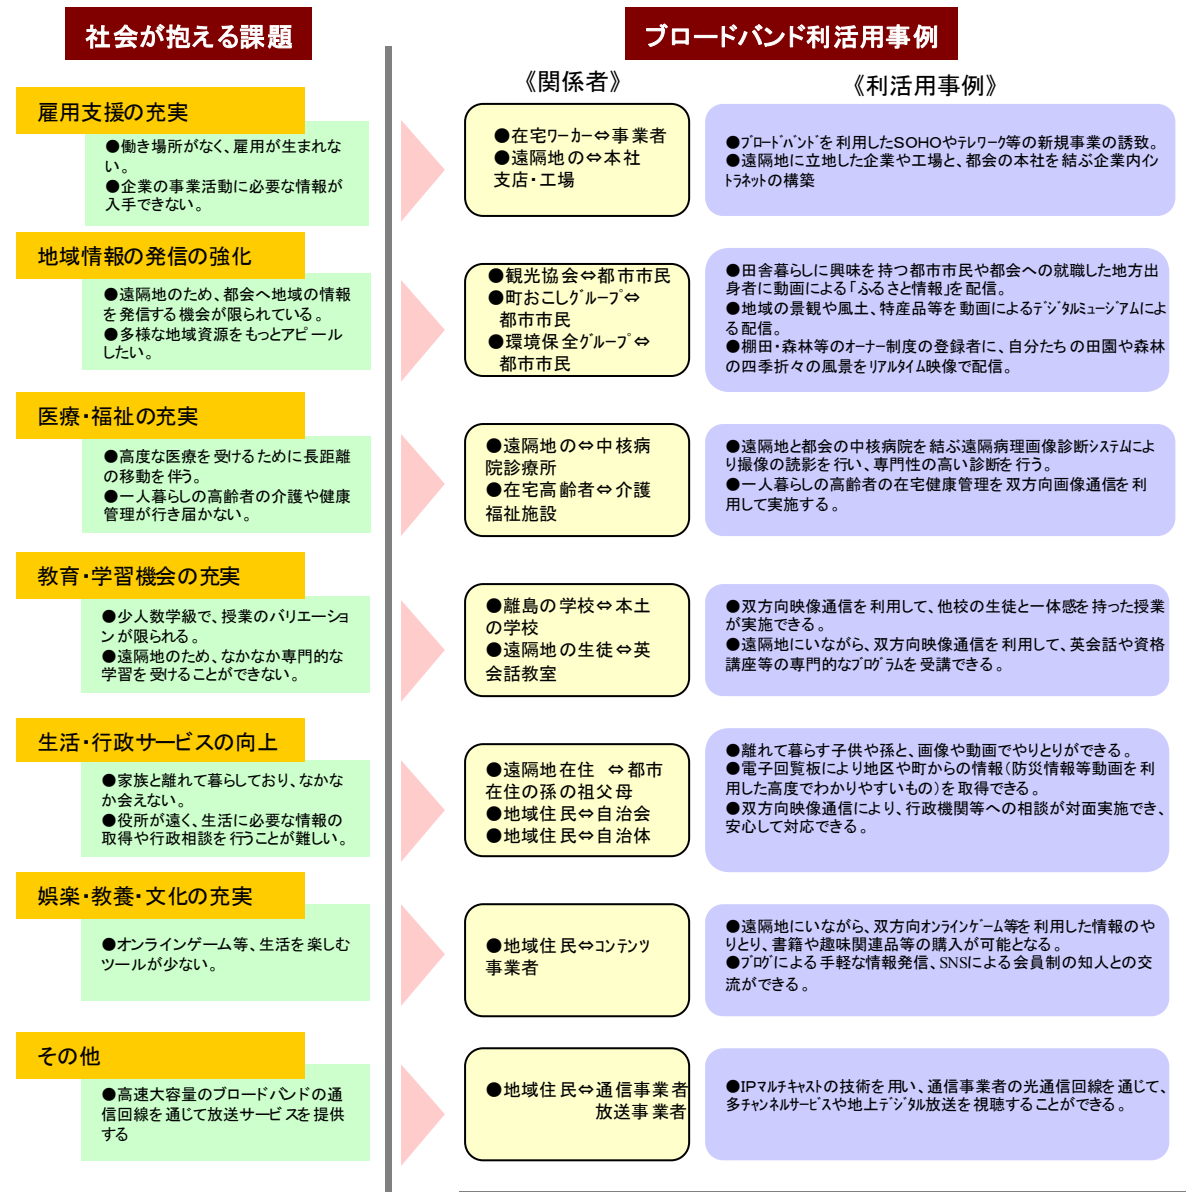 社会が抱える課題
ブロードバンド利活用事例
《関係者》
《利活用事例》
雇用支援の充実
●働き場所がなく、雇用が生まれな
い。
●企業の事業活動に必要な情報が
入手できない。
●在宅ﾜｰｶｰ⇔事業者
●遠隔地の⇔本社
支店・工場
●ﾌﾞﾛｰﾄﾞﾊﾞﾝﾄﾞを利用したSOHOやﾃﾚﾜｰｸ等の新規事業の誘致。
●遠隔地に立地した企業や工場と、都会の本社を結ぶ企業内ｲﾝ
ﾄﾗﾈｯﾄの構築
地域情報の発信の強化
●遠隔地のため、都会へ地域の情報
を発信する機会が限られている。
●多様な地域資源をもっとアピール
したい。
●観光協会⇔都市市民
●町おこしｸﾞﾙｰﾌﾟ⇔
都市市民
●環境保全ｸﾞﾙｰﾌﾟ⇔
都市市民
●田舎暮らしに興味を持つ都市市民や都会への就職した地方出
身者に動画による「ふるさと情報」を配信。
●地域の景観や風土、特産品等を動画によるﾃﾞｼﾞﾀﾙﾐｭｰｼﾞｱﾑによ
る配信。
●棚田・森林等のｵｰﾅｰ制度の登録者に、自分たちの田園や森林
の四季折々の風景をﾘｱﾙﾀｲﾑ映像で配信。
医療・福祉の充実
●高度な医療を受けるために長距離
の移動を伴う。
●一人暮らしの高齢者の介護や健康
管理が行き届かない。
●遠隔地の⇔中核病
院診療所
●在宅高齢者⇔介護
福祉施設
●遠隔地と都会の中核病院を結ぶ遠隔病理画像診断ｼｽﾃﾑによ
り撮像の読影を行い、専門性の高い診断を行う。
●一人暮らしの高齢者の在宅健康管理を双方向画像通信を利
用して実施する。
教育・学習機会の充実
●少人数学級で、授業のバリエーショ
ンが限られる。
●遠隔地のため、なかなか専門的な
学習を受けることができない。
●離島の学校⇔本土
の学校
●遠隔地の生徒⇔英
会話教室
●双方向映像通信を利用して、他校の生徒と一体感を持った授業
が実施できる。
●遠隔地にいながら、双方向映像通信を利用して、英会話や資格
講座等の専門的なﾌﾟﾛｸﾞﾗﾑを受講できる。
生活・行政サービスの向上
●家族と離れて暮らしており、なかな
か会えない。
●役所が遠く、生活に必要な情報の
取得や行政相談を行うことが難しい。
●遠隔地在住 ⇔都市
在住の孫の祖父母
●地域住民⇔自治会
●地域住民⇔自治体
●離れて暮らす子供や孫と、画像や動画でやりとりができる。
●電子回覧板により地区や町からの情報(防災情報等動画を利
用した高度でわかりやすいもの)を取得できる。
●双方向映像通信により、行政機関等への相談が対面実施でき、
安心して対応できる。
娯楽・教養・文化の充実
●オンラインゲーム等、生活を楽しむ
ツールが少ない。
●地域住民⇔ｺﾝﾃﾝﾂ
事業者
●遠隔地にいながら、双方向ｵﾝﾗｲﾝｹﾞｰﾑ等を利用した情報のや
りとり、書籍や趣味関連品等の購入が可能となる。
●ﾌﾞﾛｸﾞによる手軽な情報発信、SNSによる会員制の知人との交
流ができる。
その他
●高速大容量のブロードバンドの通
信回線を通じて放送サービスを提供
する
●地域住民⇔通信事業者
放送事業者
●IPﾏﾙﾁｷｬｽﾄの技術を用い、通信事業者の光通信回線を通じて、
多ﾁｬﾝﾈﾙｻｰﾋﾞｽや地上ﾃﾞｼﾞﾀﾙ放送を視聴することができる。